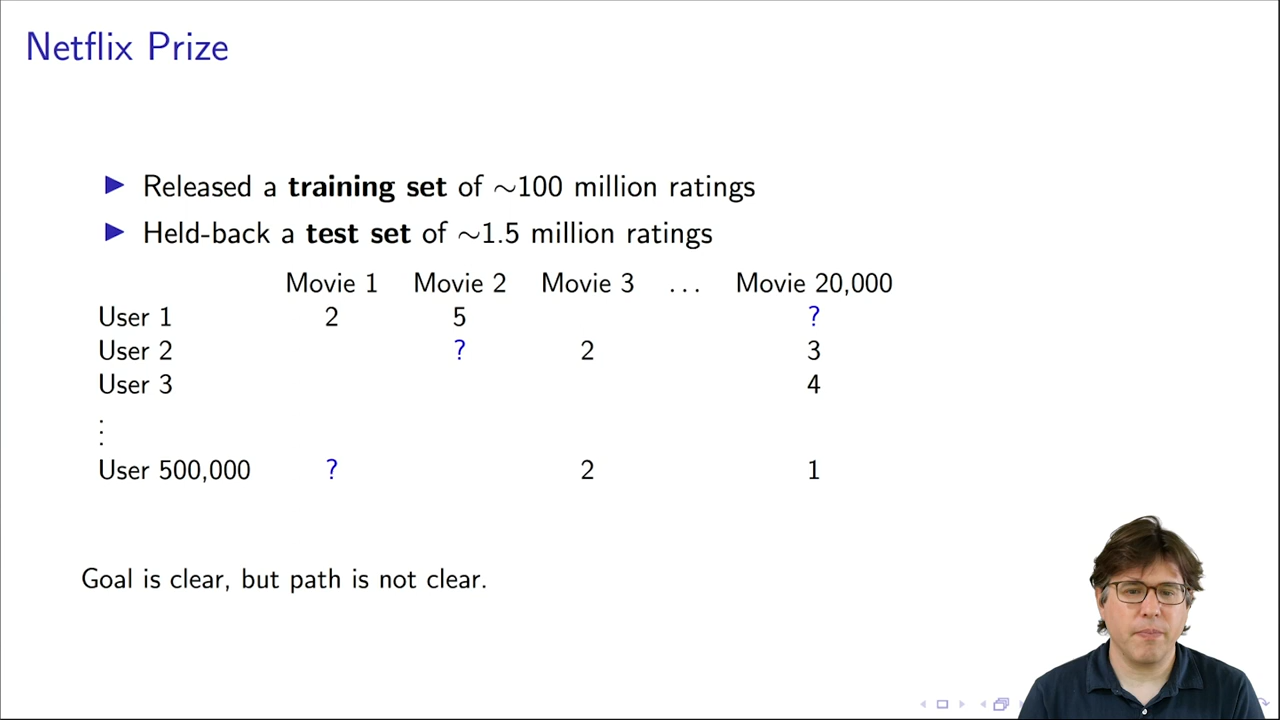 Netflix Prize
Released a training set of ~100 million ratings
Held-back a test set of ~1.5 million ratings
Movie 1 Movie 2 Movie 3 ... Movie 20,000
User 1 2 5 ?
User 2 ? 2 3
User 3 4
⋮
User 500,000 ? 2 1
Goal is clear, but path is not clear.